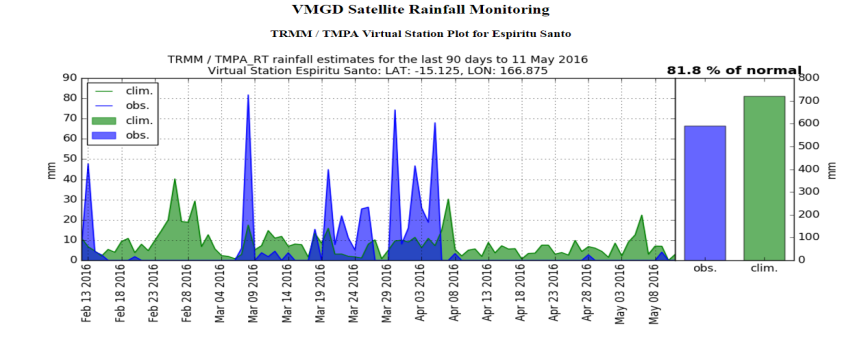 VMGD Satellite Rainfall Monitoring
TRMM / TMPA Virtual Station Plot for Espiritu Santo
TRMM / TMPA_RT rainfall estimates for the last 90 days to 11 May 2016
Virtual Station Espiritu Santo: LAT: -15.125, LON: 166.875
81.8 % of normal
90
80
70
60
50
40
30
20
10
0
mm
clim.
obs.
clim.
obs.
Feb 13 2016
Feb 18 2016
Feb 23 2016
Feb 28 2016
Mar 04 2016
Mar 09 2016
Mar 14 2016
Mar 19 2016
Mar 24 2016
Mar 29 2016
Apr 03 2016
Apr 08 2016
Apr 13 2016
Apr 18 2016
Apr 23 2016
Apr 28 2016
May 03 2016
May 08 2016
obs.
clim.
800
700
600
500
400
300
200
100
0
mm